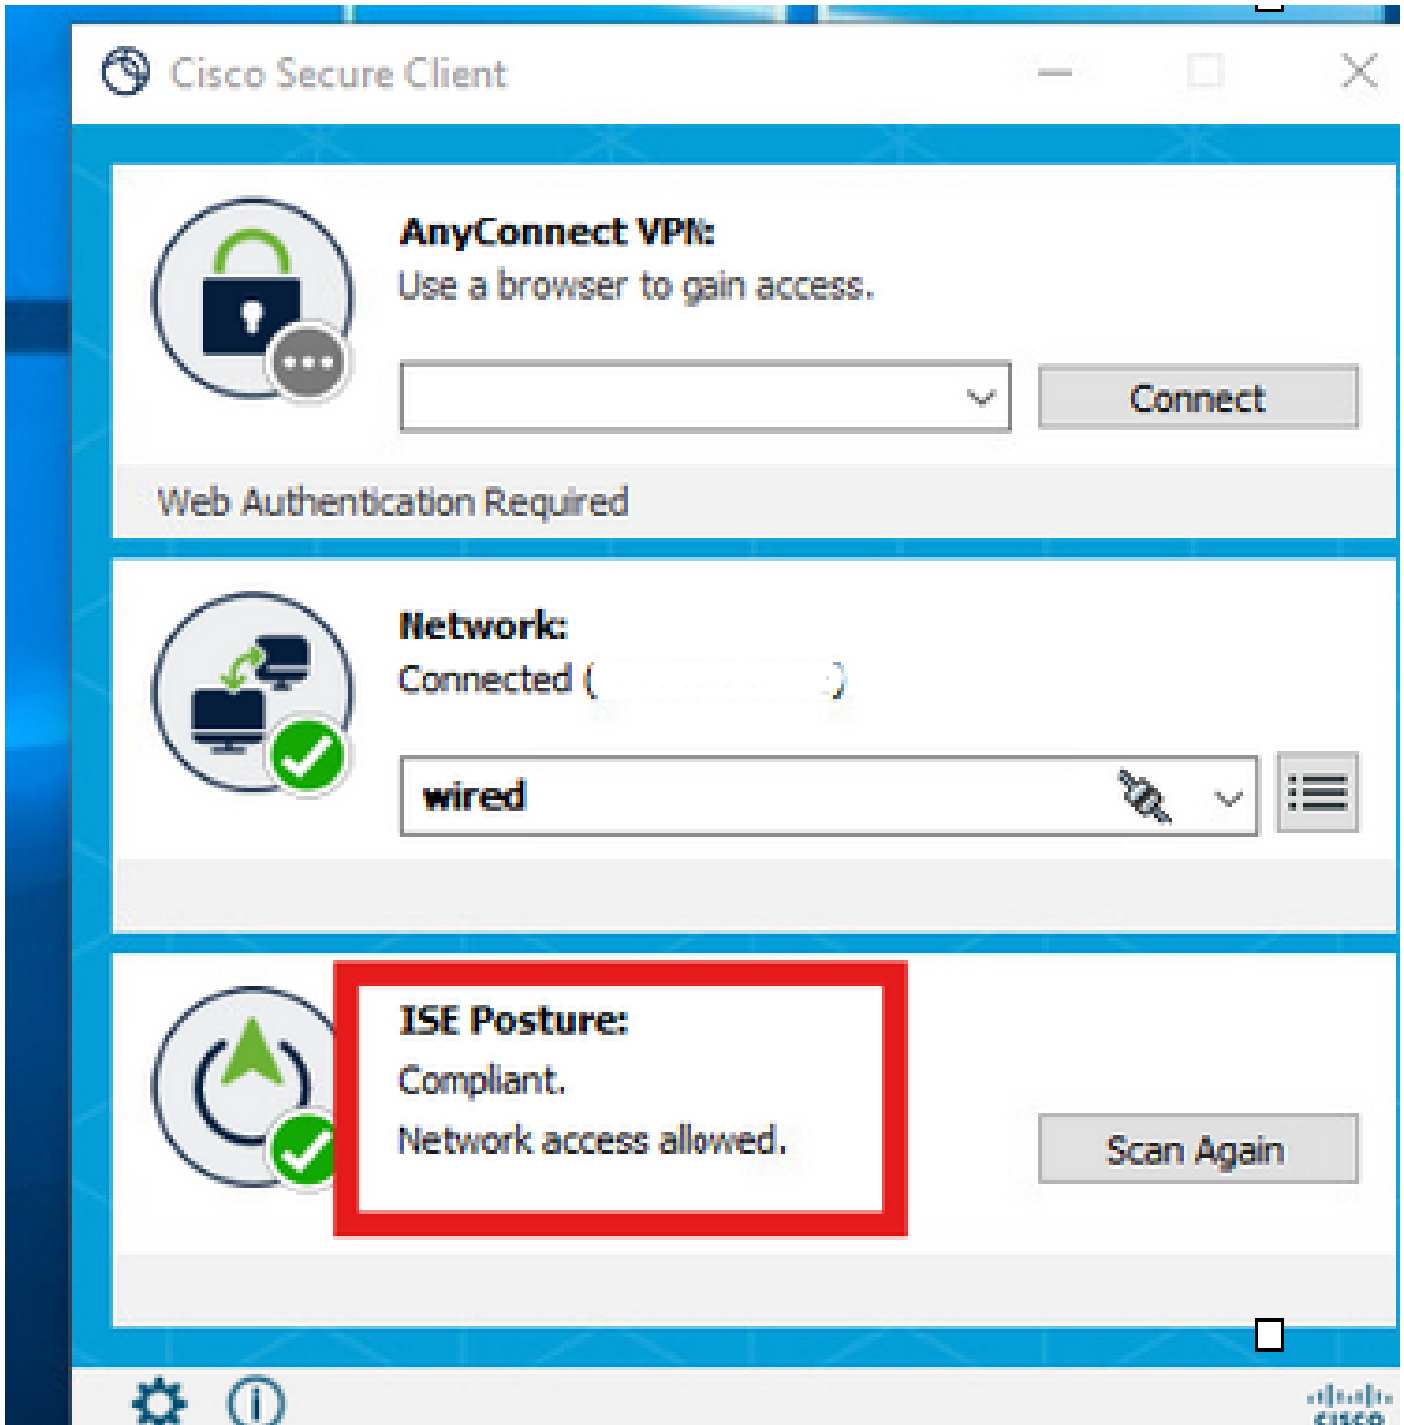 Cisco Secure Client
AnyConnect VPN:
Use a browser to gain access.
Connect
Web Authentication Required
Network:
Connected ( )
wired
ISE Posture:
Compliant.
Network access allowed.
Scan Again
CISCO